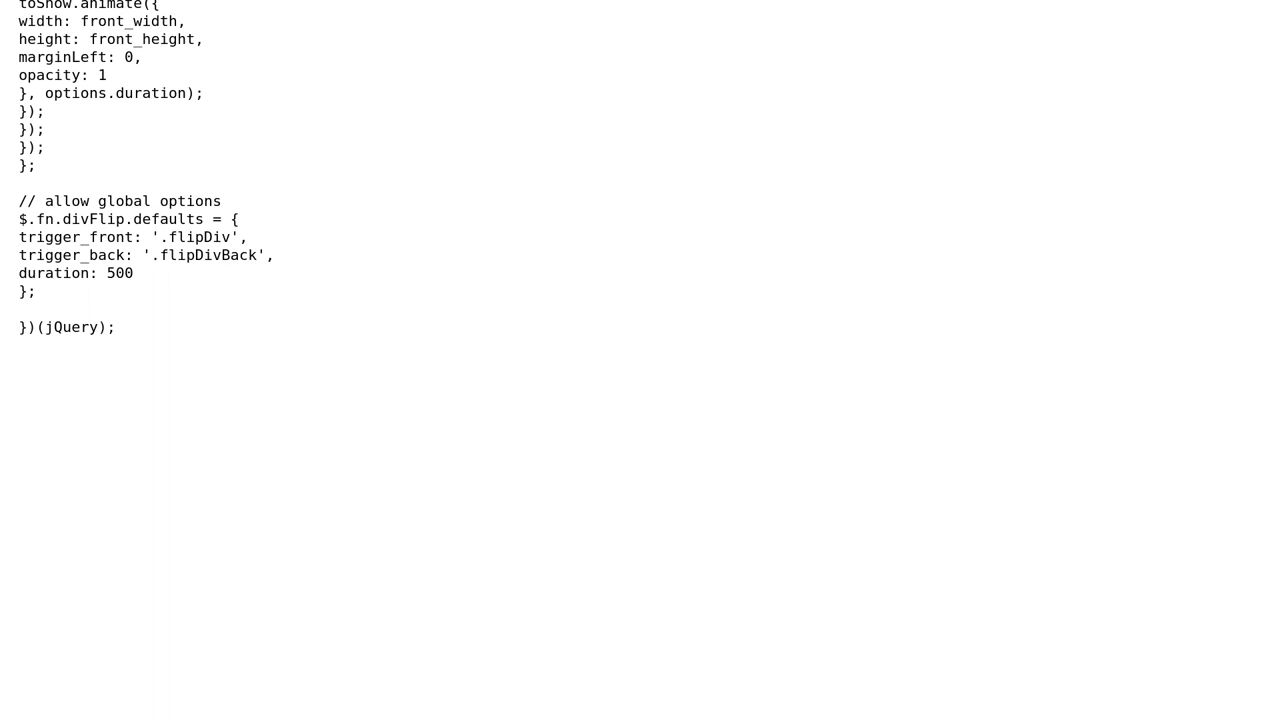 toShow.animate({
width: front_width,
height: front_height,
marginLeft: 0,
opacity: 1
}, options.duration);
});
});
});
};

// allow global options
$.fn.divFlip.defaults = {
trigger_front: '.flipDiv',
trigger_back: '.flipDivBack',
duration: 500
};

})(jQuery);